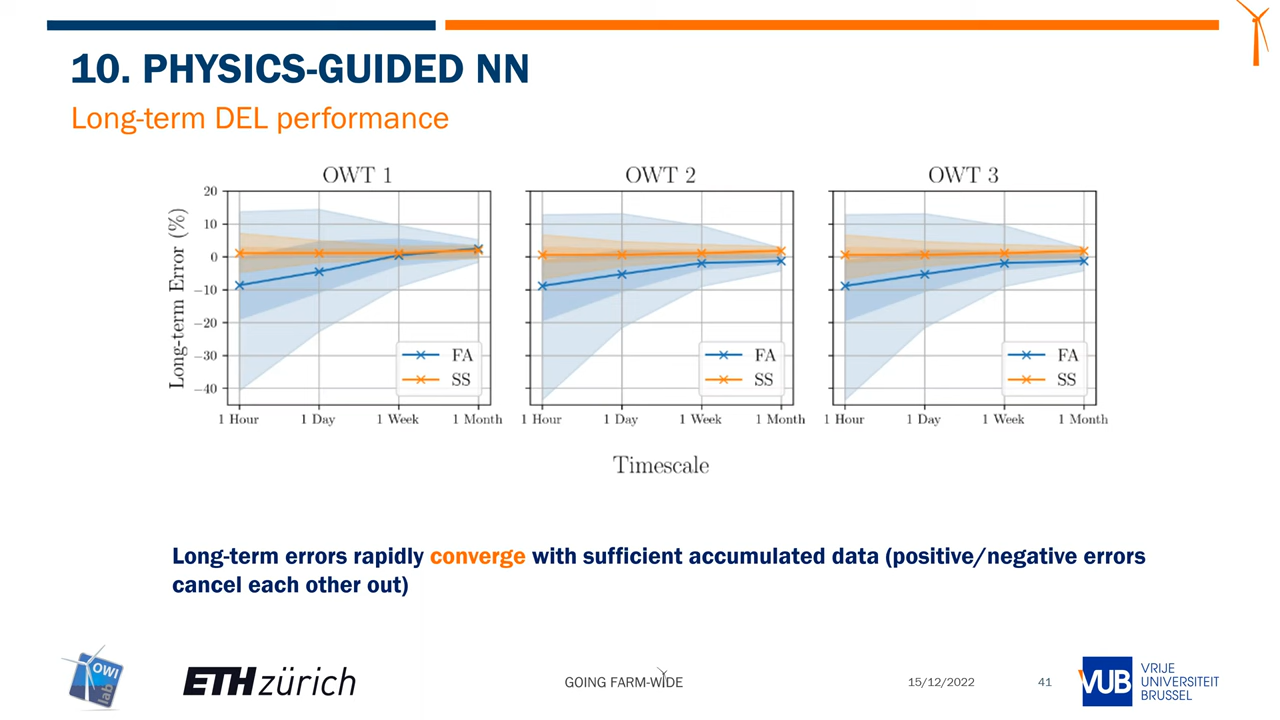 10. PHYSICS-GUIDED NN
Long-term DEL performance
OWT 1
OWT 2
OWT 3
Long-term Error (%)
20
10
0
−10
−20
−30
−40
FA
SS
FA
SS
FA
SS
1 Hour 1 Day 1 Week 1 Month
1 Hour 1 Day 1 Week 1 Month
1 Hour 1 Day 1 Week 1 Month
Timescale
Long-term errors rapidly converge with sufficient accumulated data (positive/negative errors
cancel each other out)
OWI
lab
ETH zürich
GOING FARM-WIDE
15/12/2022
41
VUB
VRIJE
UNIVERSITEIT
BRUSSEL